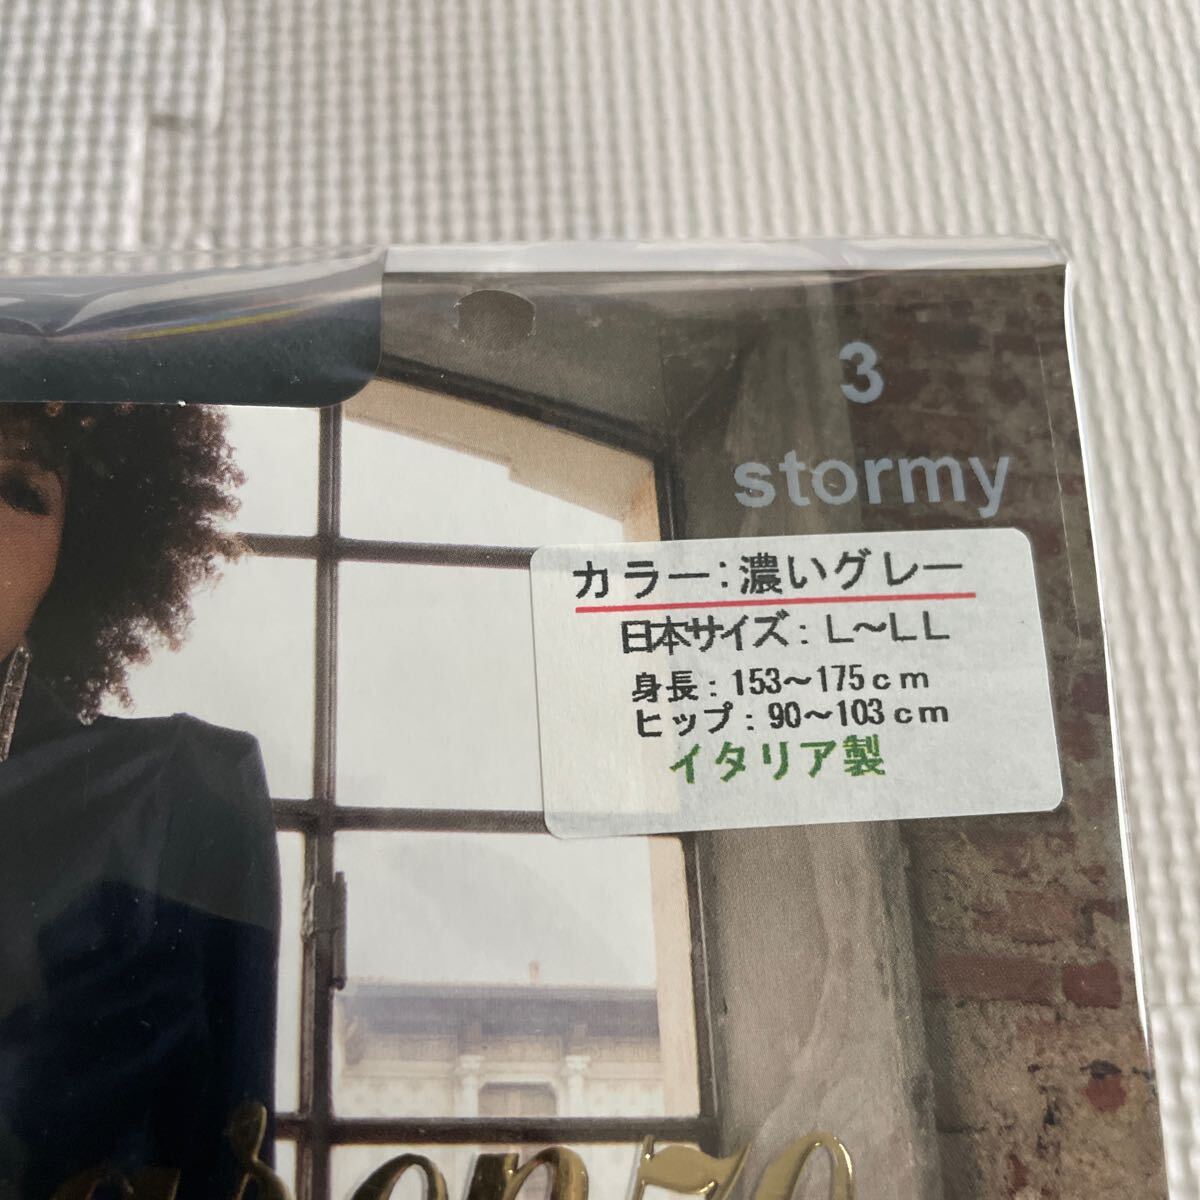 3
stormy
カラー：濃いグレー
日本サイズ：L～LL
身長：153～175cm
ヒップ：90～103cm
イタリア製
70